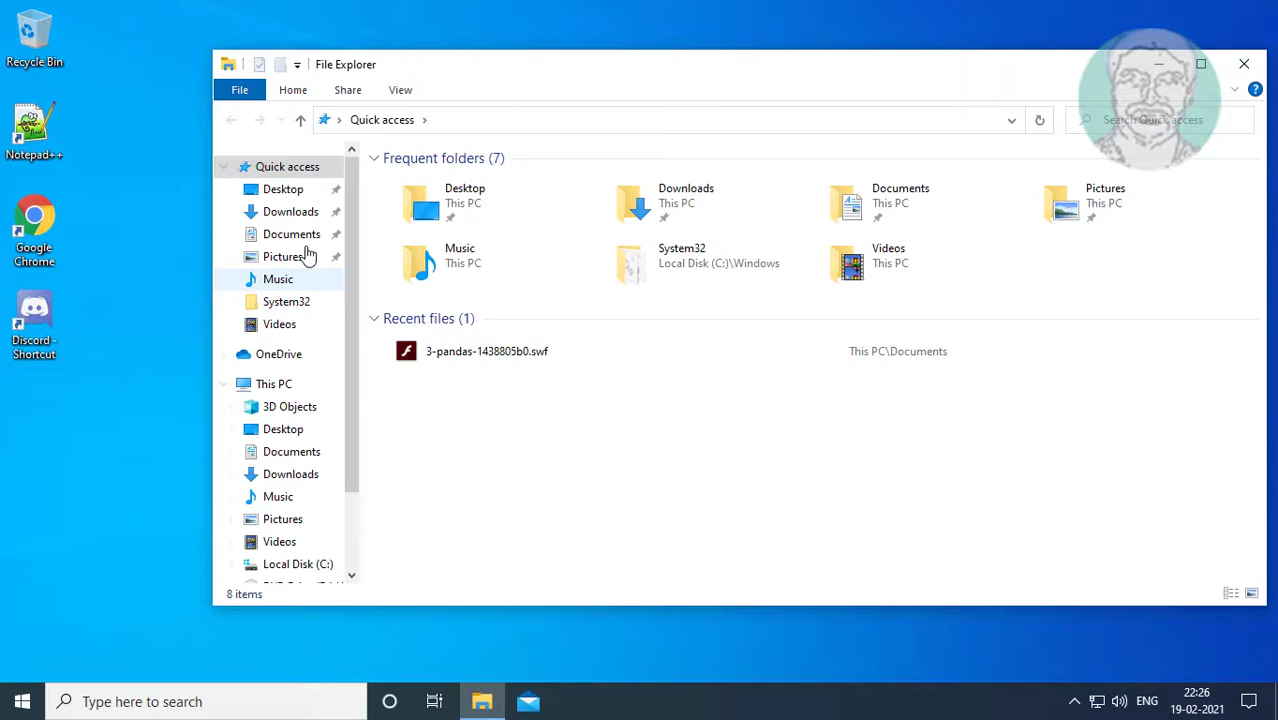 Recycle Bin
Notepad++
Google
Chrome
Discord -
Shortcut
File Explorer
File
Home
Share
View
Quick access
Search Quick access
Quick access
Desktop
Downloads
Documents
Pictures
Music
System32
Videos
OneDrive
This PC
3D Objects
Desktop
Documents
Downloads
Music
Pictures
Videos
Local Disk (C:)
Frequent folders (7)
Desktop
This PC
Downloads
This PC
Documents
This PC
Pictures
This PC
Music
This PC
System32
Local Disk (C:)\Windows
Videos
This PC
Recent files (1)
3-pandas-1438805b0.swf
This PC\Documents
8 items
Type here to search
ENG
22:26
19-02-2021